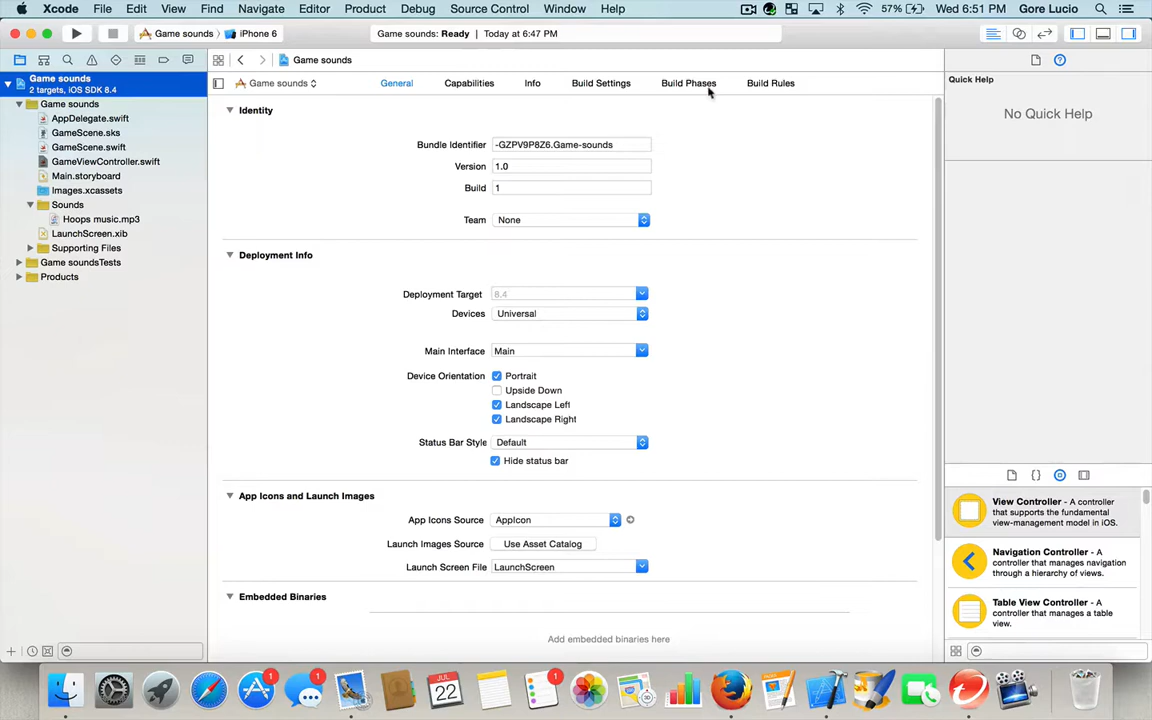 Xcode File Edit View Find Navigate Editor Product Debug Source Control Window Help 57% Wed 6:51 PM Gore Lucio
Game sounds iPhone 6 Game sounds: Ready Today at 6:47 PM
Game sounds
Game sounds
2 targets, iOS SDK 8.4
Game sounds
AppDelegate.swift
GameScene.sks
GameScene.swift
GameViewController.swift
Main.storyboard
Images.xcassets
Sounds
Hoops music.mp3
LaunchScreen.xib
Supporting Files
Game soundsTests
Products
Game sounds General Capabilities Info Build Settings Build Phases Build Rules
Identity
Bundle Identifier -GZPV9P8Z6.Game-sounds
Version 1.0
Build 1
Team None
Deployment Info
Deployment Target 8.4
Devices Universal
Main Interface Main
Device Orientation Portrait
Upside Down
Landscape Left
Landscape Right
Status Bar Style Default
Hide status bar
App Icons and Launch Images
App Icons Source AppIcon
Launch Images Source Use Asset Catalog
Launch Screen File LaunchScreen
Embedded Binaries
Add embedded binaries here
Quick Help
No Quick Help
{ }
View Controller - A controller
that supports the fundamental
view-management model in iOS.
Navigation Controller - A
controller that manages navigation
through a hierarchy of views.
Table View Controller - A
controller that manages a table
view.
1
1
JUL
22
1
3D
1